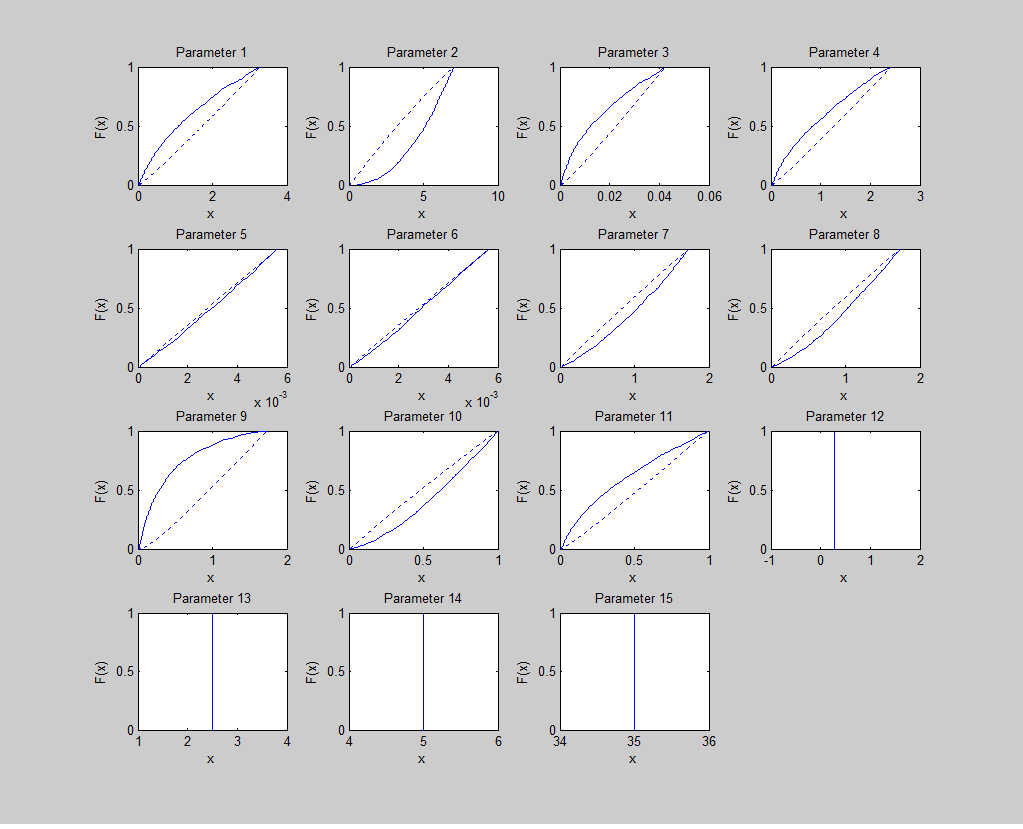 Parameter 1 Parameter 2 Parameter 3 Parameter 4
1 1 1 1
F(x) 0.5 F(x) 0.5 F(x) 0.5 F(x) 0.5
0 0 0 0
0 2 4 0 5 10 0 0.02 0.04 0.06 0 1 2 3
x x x x
Parameter 5 Parameter 6 Parameter 7 Parameter 8
1 1 1 1
F(x) 0.5 F(x) 0.5 F(x) 0.5 F(x) 0.5
0 0 0 0
0 2 4 6 0 2 4 6 0 1 2 0 1 2
x x x x
x 10-3 x 10-3
Parameter 9 Parameter 10 Parameter 11 Parameter 12
1 1 1 1
F(x) 0.5 F(x) 0.5 F(x) 0.5 F(x) 0.5
0 0 0 0
0 1 2 0 0.5 1 0 0.5 1 -1 0 1 2
x x x x
Parameter 13 Parameter 14 Parameter 15
1 1 1
F(x) 0.5 F(x) 0.5 F(x) 0.5
0 0 0
1 2 3 4 4 5 6 34 35 36
x x x